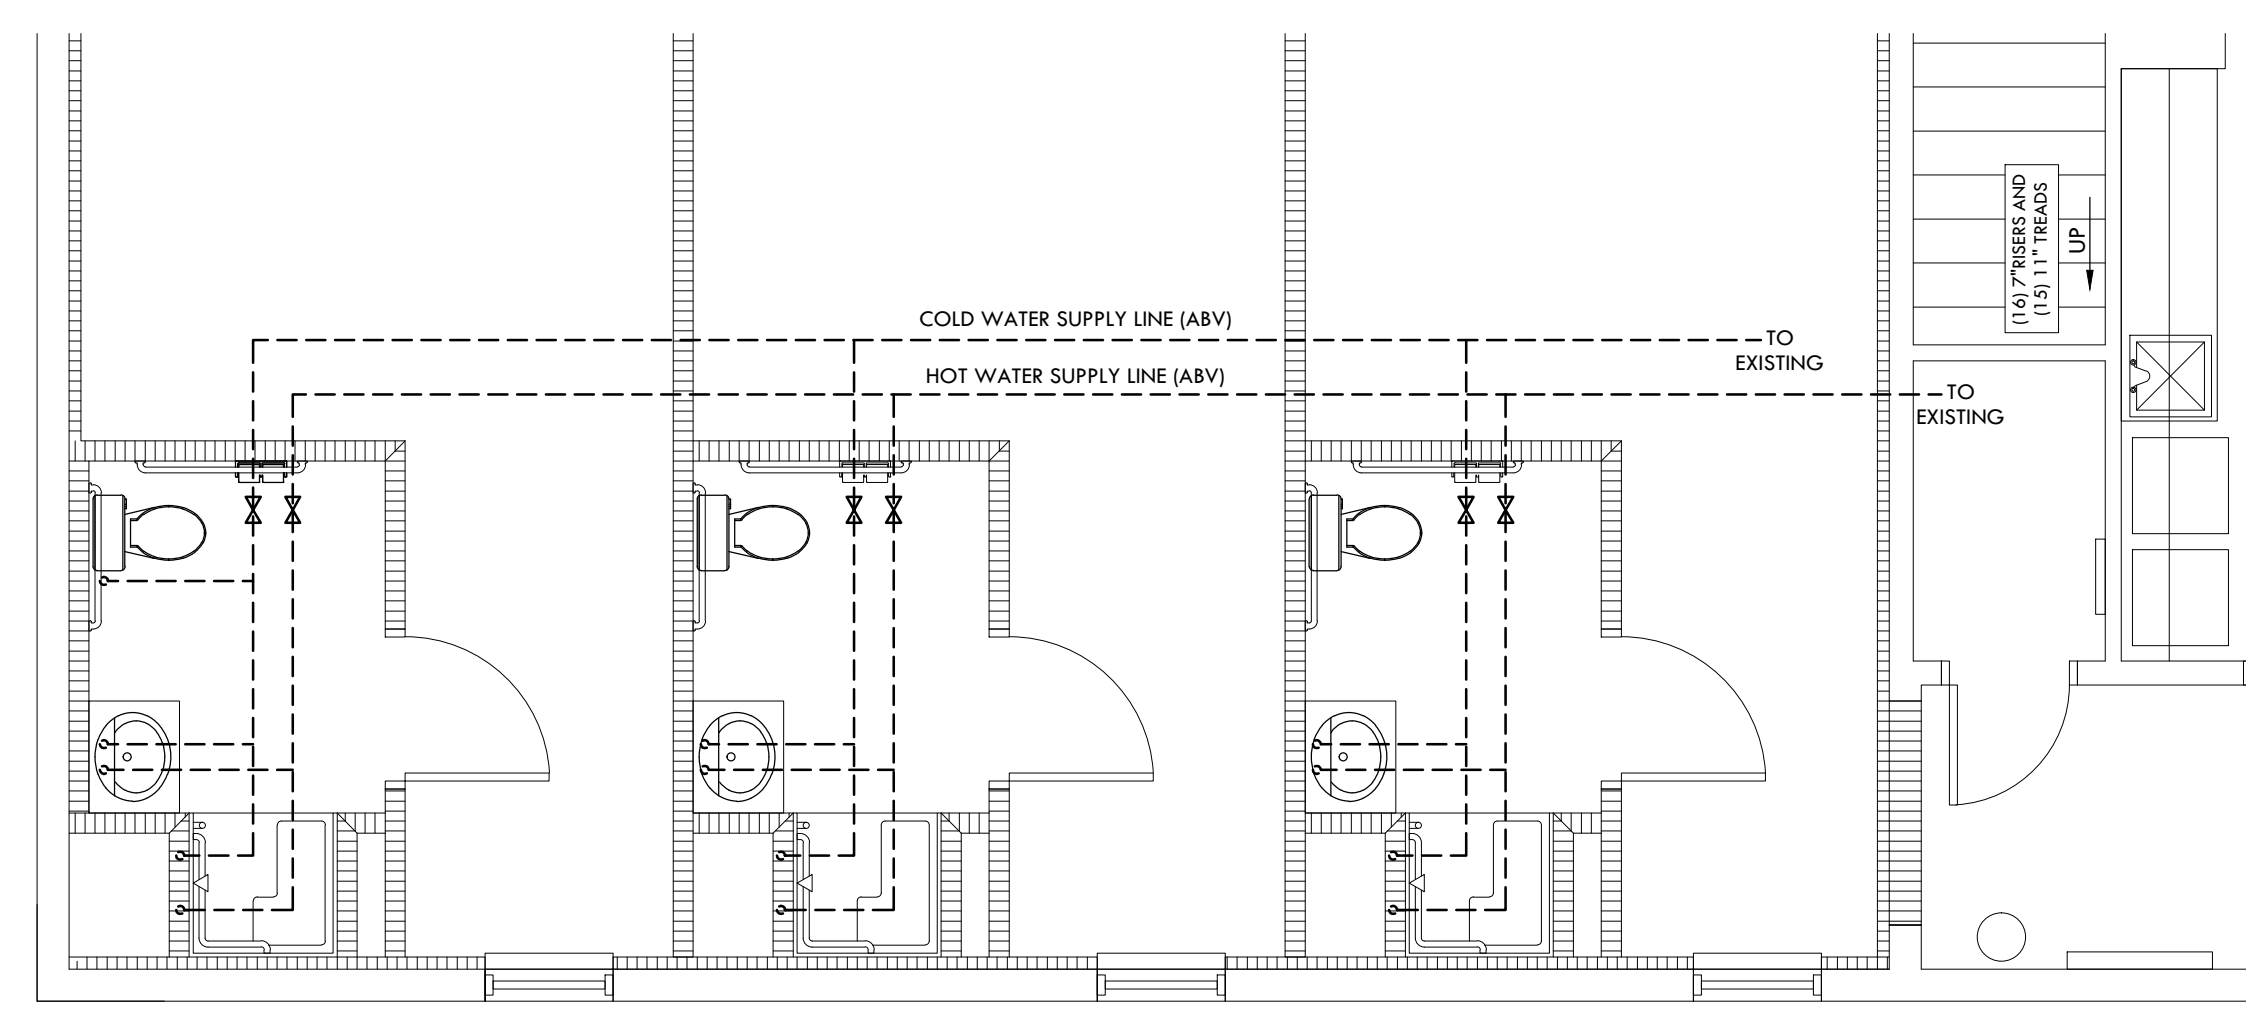 (16) 7"RISERS AND
(15) 11" TREADS
UP
COLD WATER SUPPLY LINE (ABV)
TO
EXISTING
HOT WATER SUPPLY LINE (ABV)
TO
EXISTING